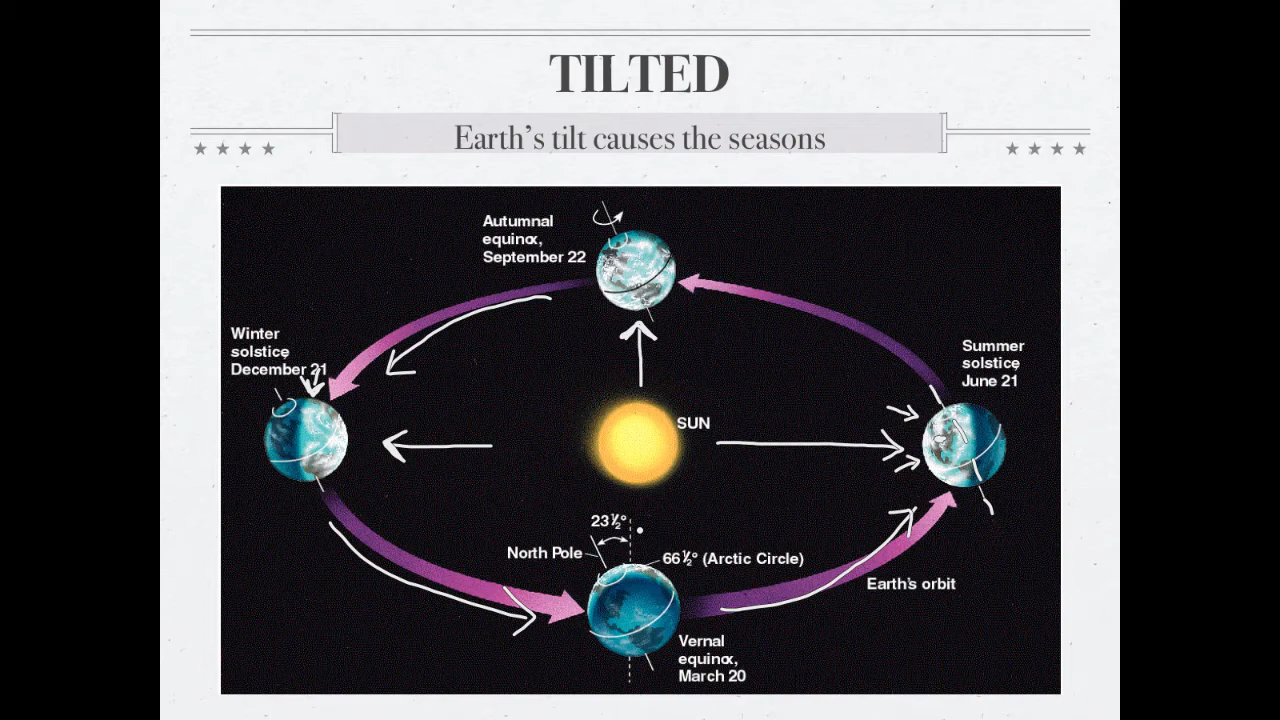 TILTED
Earth's tilt causes the seasons
Autumnal
equinox,
September 22
Winter
solstice,
December 21
Summer
solstice,
June 21
SUN
23½°
North Pole
66½° (Arctic Circle)
Earth's orbit
Vernal
equinox,
March 20